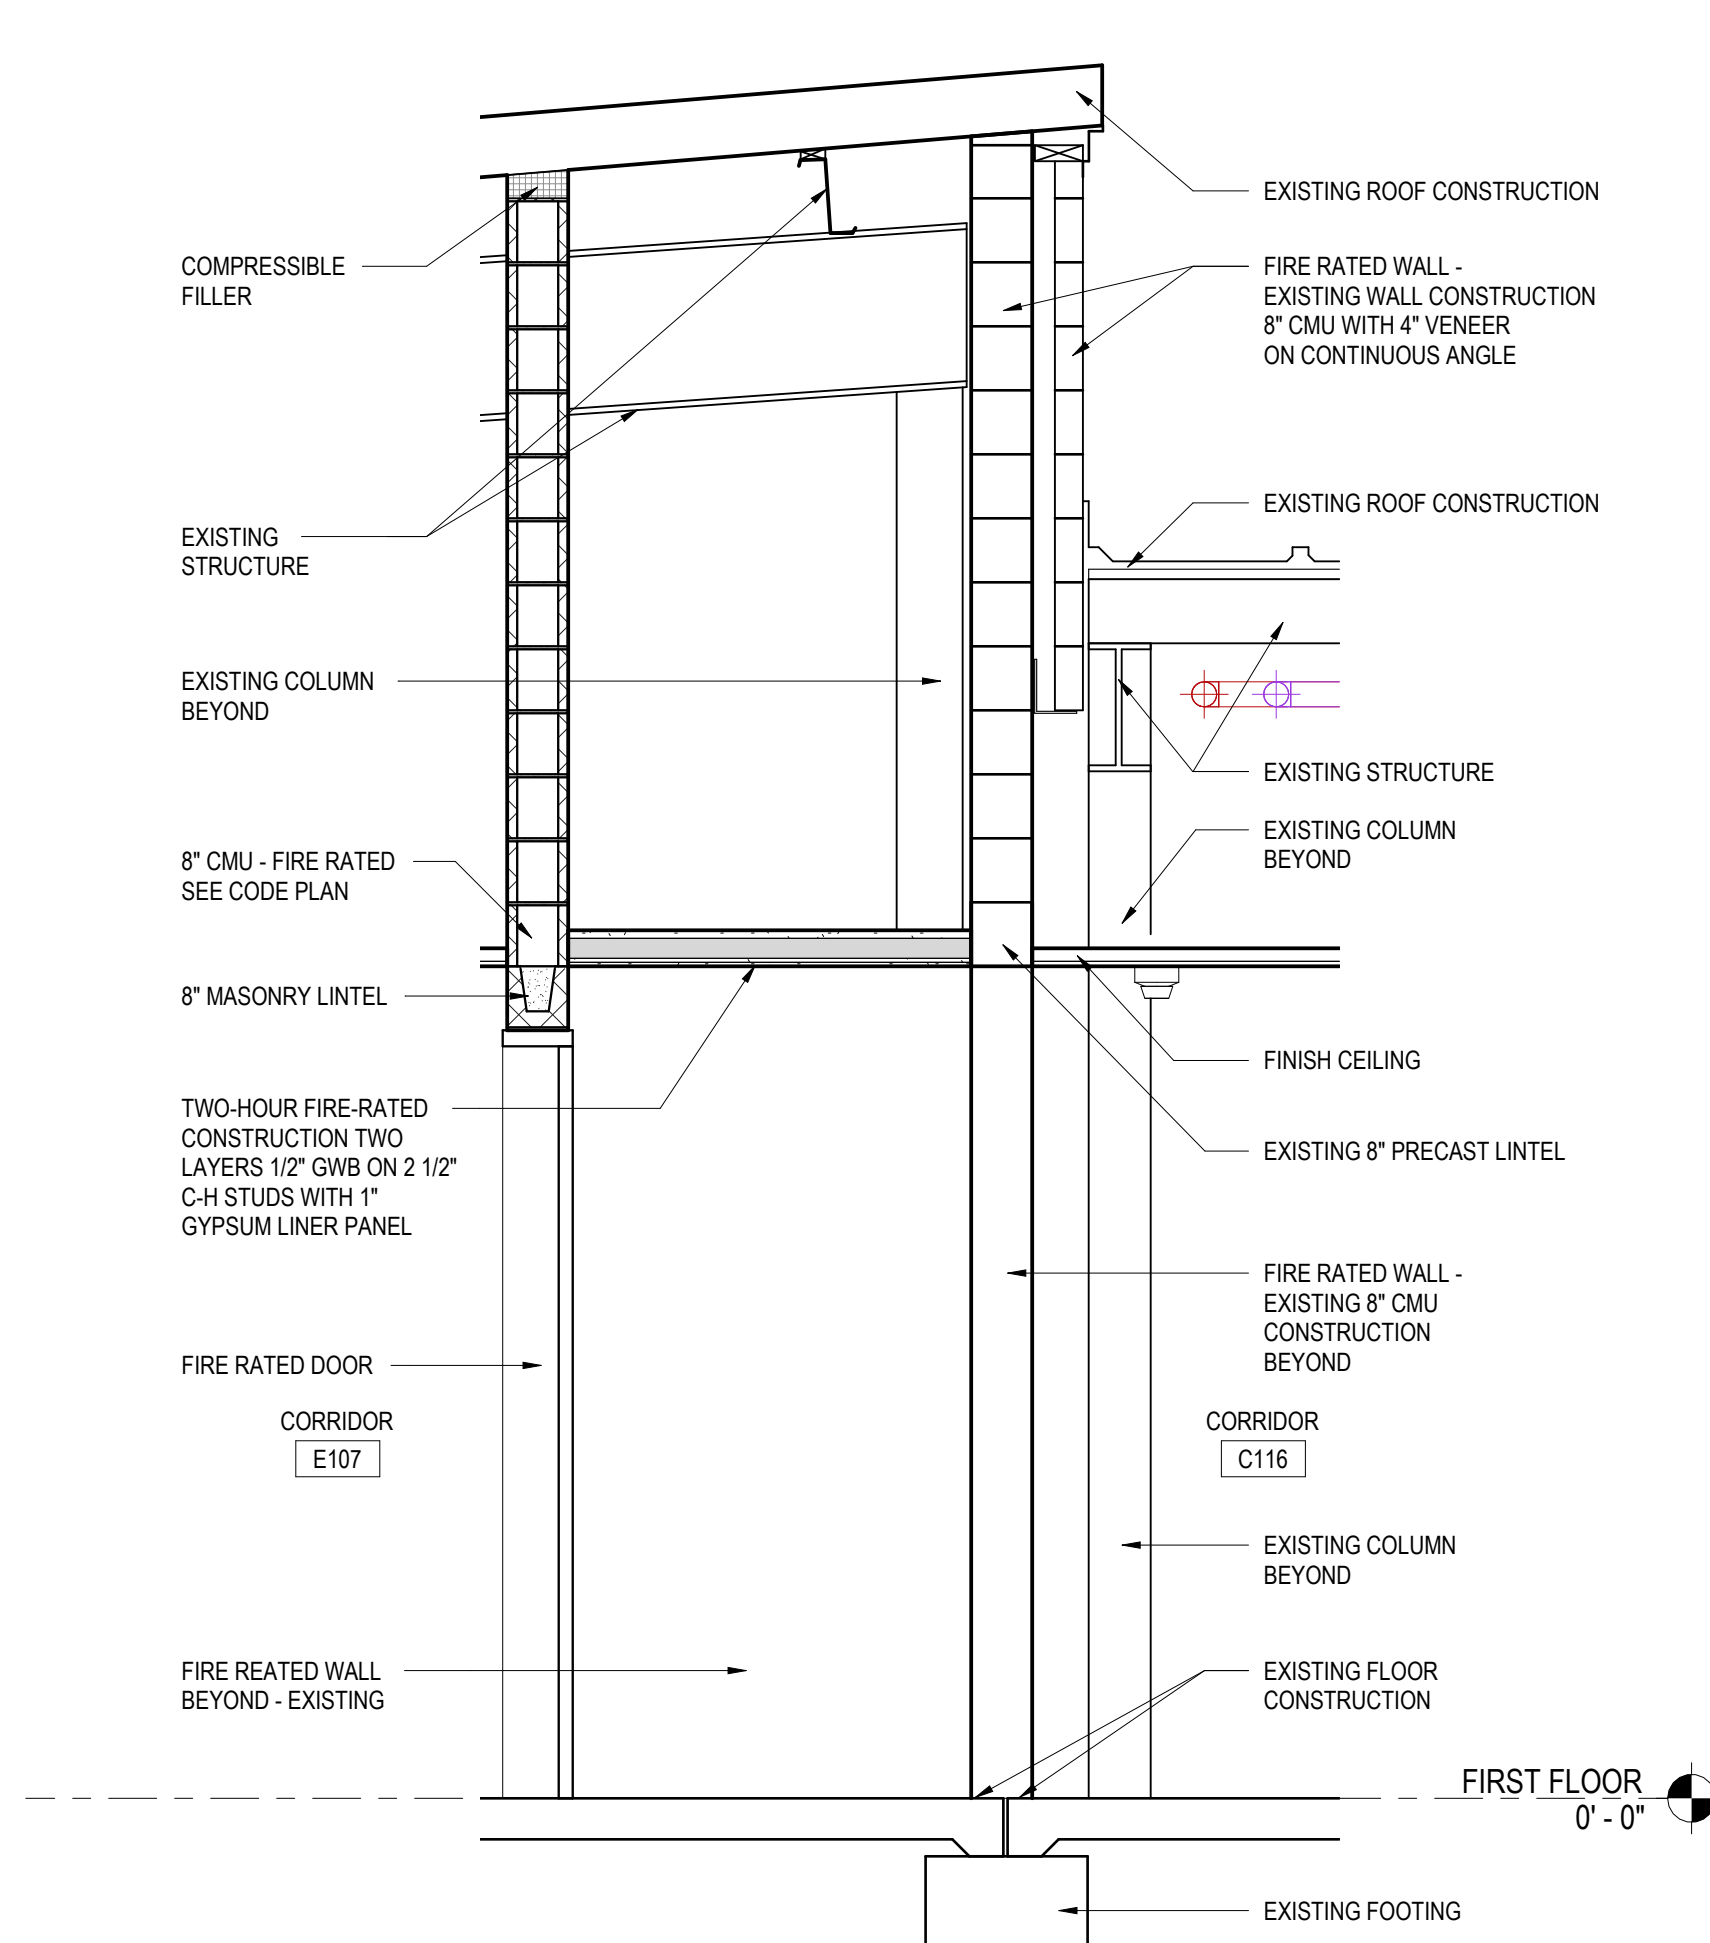 COMPRESSIBLE
FILLER
EXISTING
STRUCTURE
EXISTING COLUMN
BEYOND
8" CMU - FIRE RATED
SEE CODE PLAN
8" MASONRY LINTEL
TWO-HOUR FIRE-RATED
CONSTRUCTION TWO
LAYERS 1/2" GWB ON 2 1/2"
C-H STUDS WITH 1"
GYPSUM LINER PANEL
FIRE RATED DOOR
CORRIDOR
E107
FIRE REATED WALL
BEYOND - EXISTING
EXISTING ROOF CONSTRUCTION
FIRE RATED WALL -
EXISTING WALL CONSTRUCTION
8" CMU WITH 4" VENEER
ON CONTINUOUS ANGLE
EXISTING ROOF CONSTRUCTION
EXISTING STRUCTURE
EXISTING COLUMN
BEYOND
FINISH CEILING
EXISTING 8" PRECAST LINTEL
FIRE RATED WALL -
EXISTING 8" CMU
CONSTRUCTION
BEYOND
CORRIDOR
C116
EXISTING COLUMN
BEYOND
EXISTING FLOOR
CONSTRUCTION
FIRST FLOOR
0' - 0"
EXISTING FOOTING